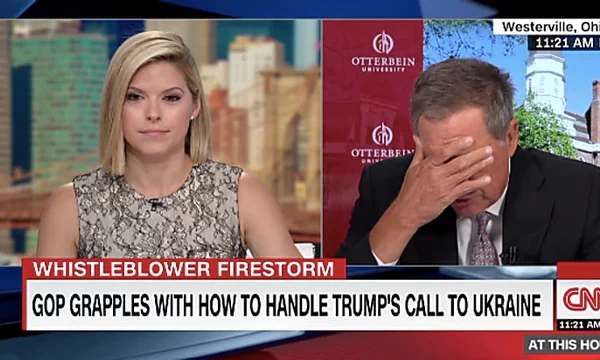 Westerville, Ohi
11:21 AM
OTTERBEIN
UNIVERSITY
OTTERBEIN
UNIVERSITY
WHISTLEBLOWER FIRESTORM
GOP GRAPPLES WITH HOW TO HANDLE TRUMP'S CALL TO UKRAINE
CN
11:21 AM
AT THIS HO